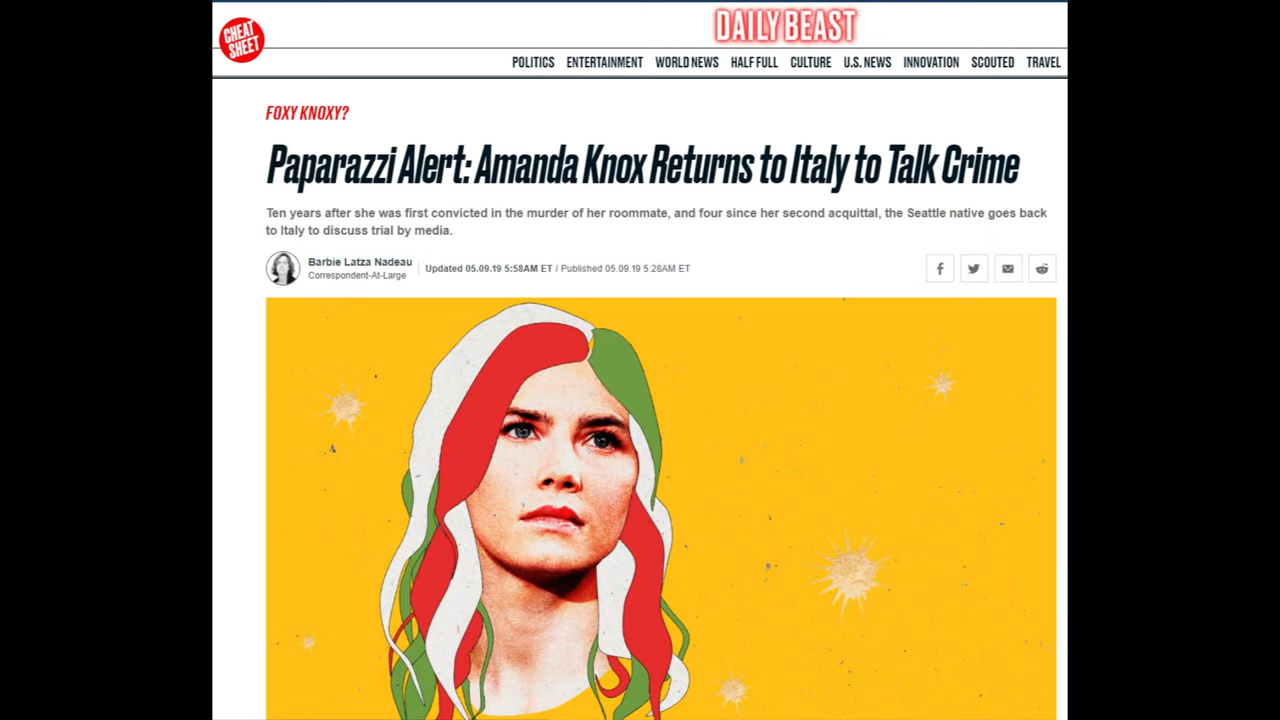 CHEAT
SHEET
DAILY BEAST
POLITICS ENTERTAINMENT WORLD NEWS HALF FULL CULTURE U.S. NEWS INNOVATION SCOUTED TRAVEL
FOXY KNOXY?
Paparazzi Alert: Amanda Knox Returns to Italy to Talk Crime
Ten years after she was first convicted in the murder of her roommate, and four since her second acquittal, the Seattle native goes back
to Italy to discuss trial by media.
Barbie Latza Nadeau
Correspondent-At-Large
Updated 05.09.19 5:58AM ET / Published 05.09.19 5:28AM ET